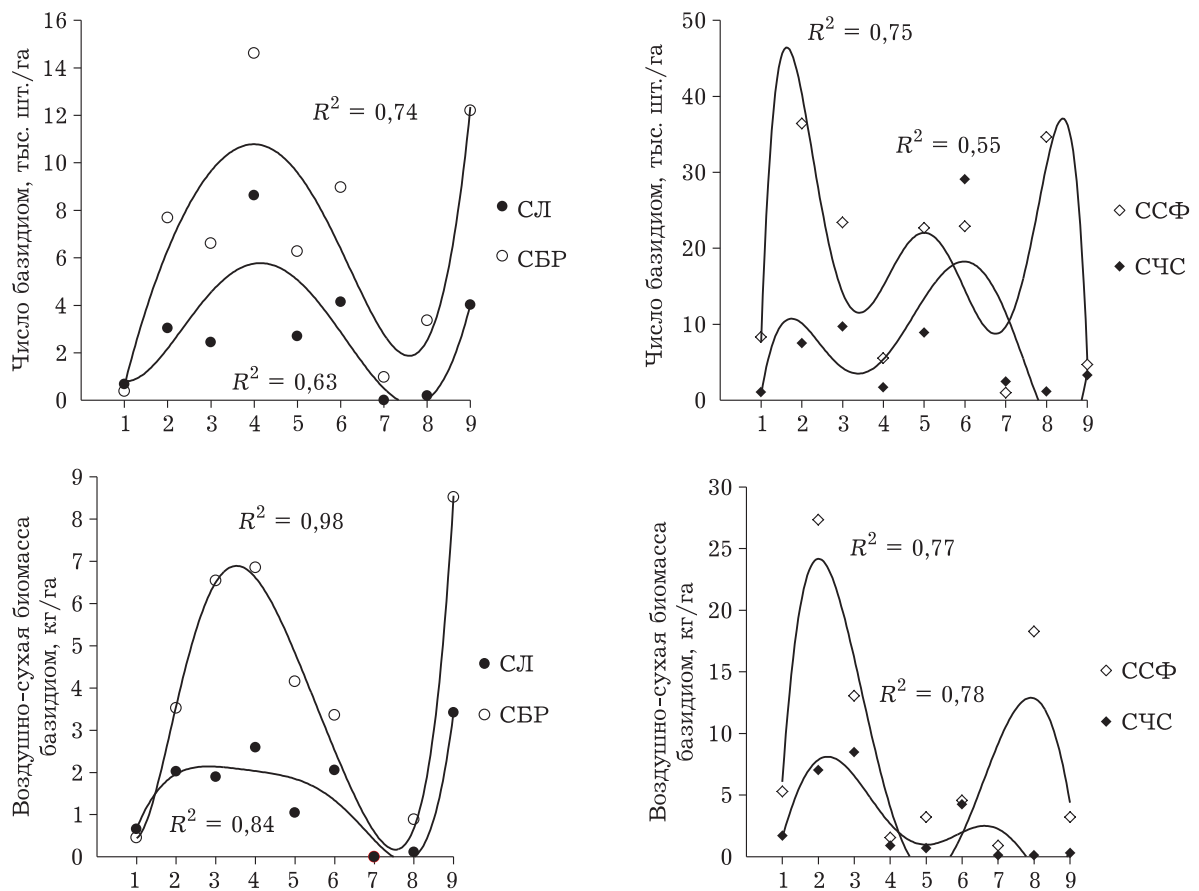 Число базидиом, тыс. шт./га
16
14
12
10
8
6
4
2
0
R² = 0,74
R² = 0,63
1 2 3 4 5 6 7 8 9
СЛ
СБР
Число базидиом, тыс. шт./га
50
40
30
20
10
0
R² = 0,75
R² = 0,55
1 2 3 4 5 6 7 8 9
ССФ
СЧС
Воздушно-сухая биомасса
базидиом, кг/га
9
8
7
6
5
4
3
2
1
0
R² = 0,98
R² = 0,84
1 2 3 4 5 6 7 8 9
СЛ
СБР
Воздушно-сухая биомасса
базидиом, кг/га
30
25
20
15
10
5
0
R² = 0,77
R² = 0,78
1 2 3 4 5 6 7 8 9
ССФ
СЧС